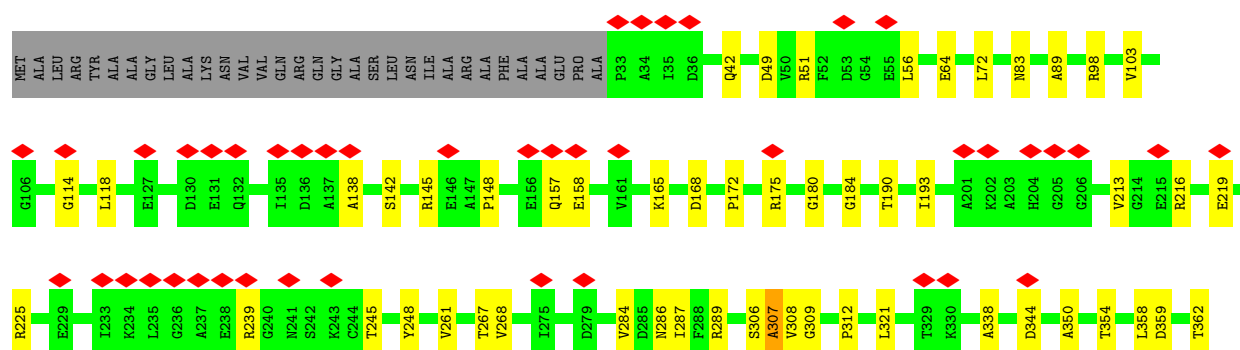 MET ALA LEU ARG TYR ALA ALA GLY LEU ALA LYS ASN VAL VAL GLN ARG GLN GLY ALA SER LEU ASN ILE ALA ARG ALA PHE ALA ALA GLU PRO ALA P33 A34 I35 D36 Q42 D49 V50 R51 F52 D53 G54 E55 L56 E64 L72 N83 A89 R98 V103
G106 G114 L118 E127 D130 E131 Q132 I135 D136 A137 A138 S142 R145 E146 A147 P148 E156 Q157 E158 V161 K165 D168 P172 R175 G180 G184 T190 I193 A201 K202 A203 H204 G205 G206 V213 G214 E215 R216 E219
R225 E229 I233 K234 L235 G236 A237 E238 R239 G240 N241 S242 K243 C244 T245 Y248 V261 T267 V268 I275 D279 V284 D285 N286 I287 F288 R289 S306 A307 V308 G309 P312 L321 T329 K330 A338 D344 A350 T354 L358 D359 T362